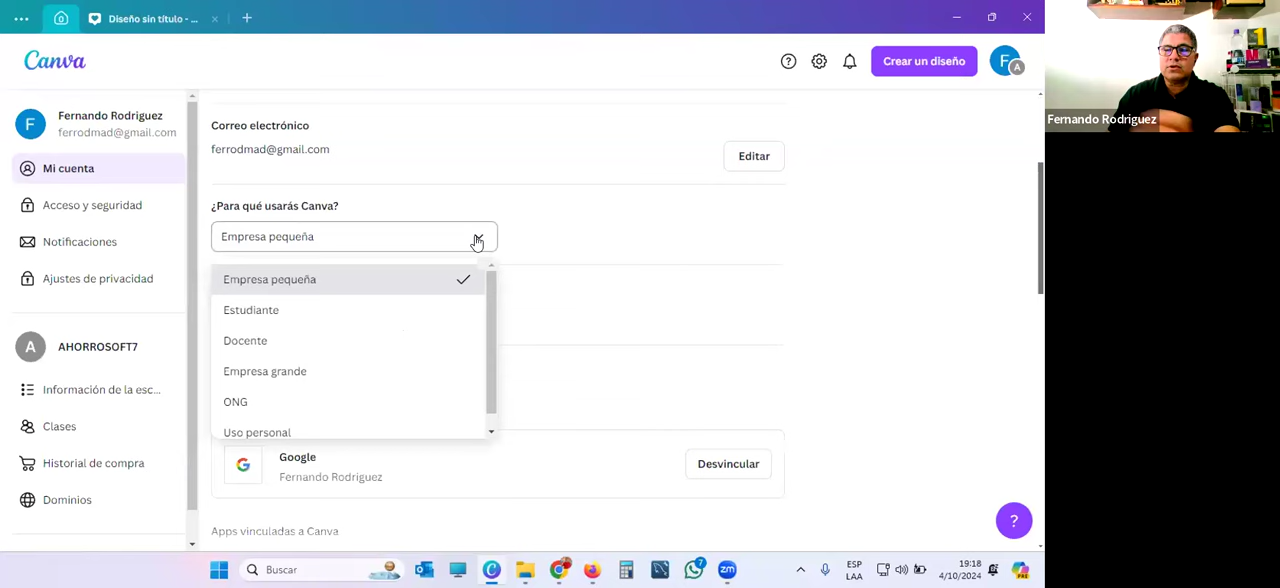 Diseño sin título - ...
Canva
Crear un diseño
F
A
Fernando Rodriguez
F
Fernando Rodriguez
ferrodmad@gmail.com
Mi cuenta
Acceso y seguridad
Notificaciones
Ajustes de privacidad
A
AHORROSOFT7
Información de la esc...
Clases
Historial de compra
Dominios
Correo electrónico
ferrodmad@gmail.com
Editar
¿Para qué usarás Canva?
Empresa pequeña
Empresa pequeña
Estudiante
Docente
Empresa grande
ONG
Uso personal
Google
Fernando Rodriguez
Desvincular
Apps vinculadas a Canva
?
Buscar
zm
ESP
LAA
19:18
4/10/2024